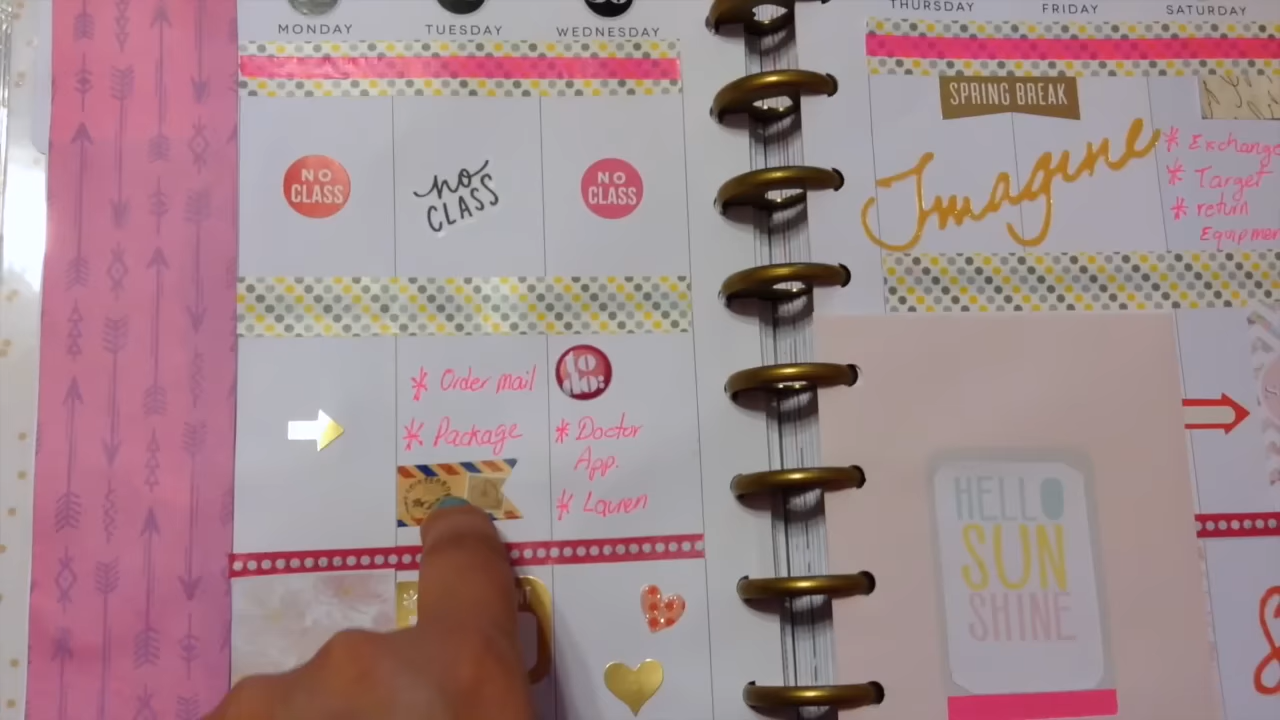 MONDAY
TUESDAY
WEDNESDAY
NO
CLASS
no
CLASS
NO
CLASS
* Order mail
* Package
to
do:
* Doctor
App.
* Lauren
THURSDAY
FRIDAY
SATURDAY
SPRING BREAK
Imagine
* Exchange
* Target
* return
Equipmen
HELLO
SUN
SHINE